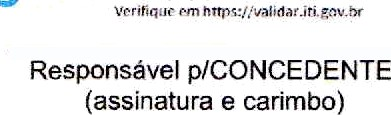 Verifique em https://validar.iti.gov.br
Responsável p/CONCEDENTE
(assinatura e carimbo)